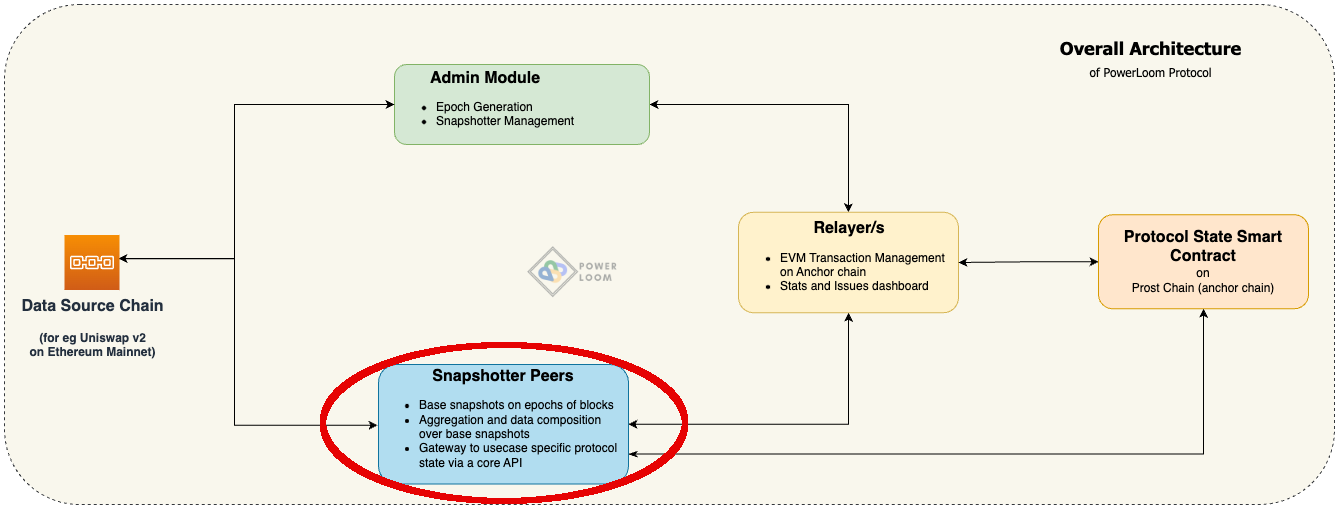 Overall Architecture
of PowerLoom Protocol
Admin Module
Epoch Generation
Snapshotter Management
Relayer/s
EVM Transaction Management
on Anchor chain
Stats and Issues dashboard
Protocol State Smart
Contract
on
Prost Chain (anchor chain)
POWER
LOOM
Data Source Chain
(for eg Uniswap v2
on Ethereum Mainnet)
Snapshotter Peers
Base snapshots on epochs of blocks
Aggregation and data composition
over base snapshots
Gateway to usecase specific protocol
state via a core API